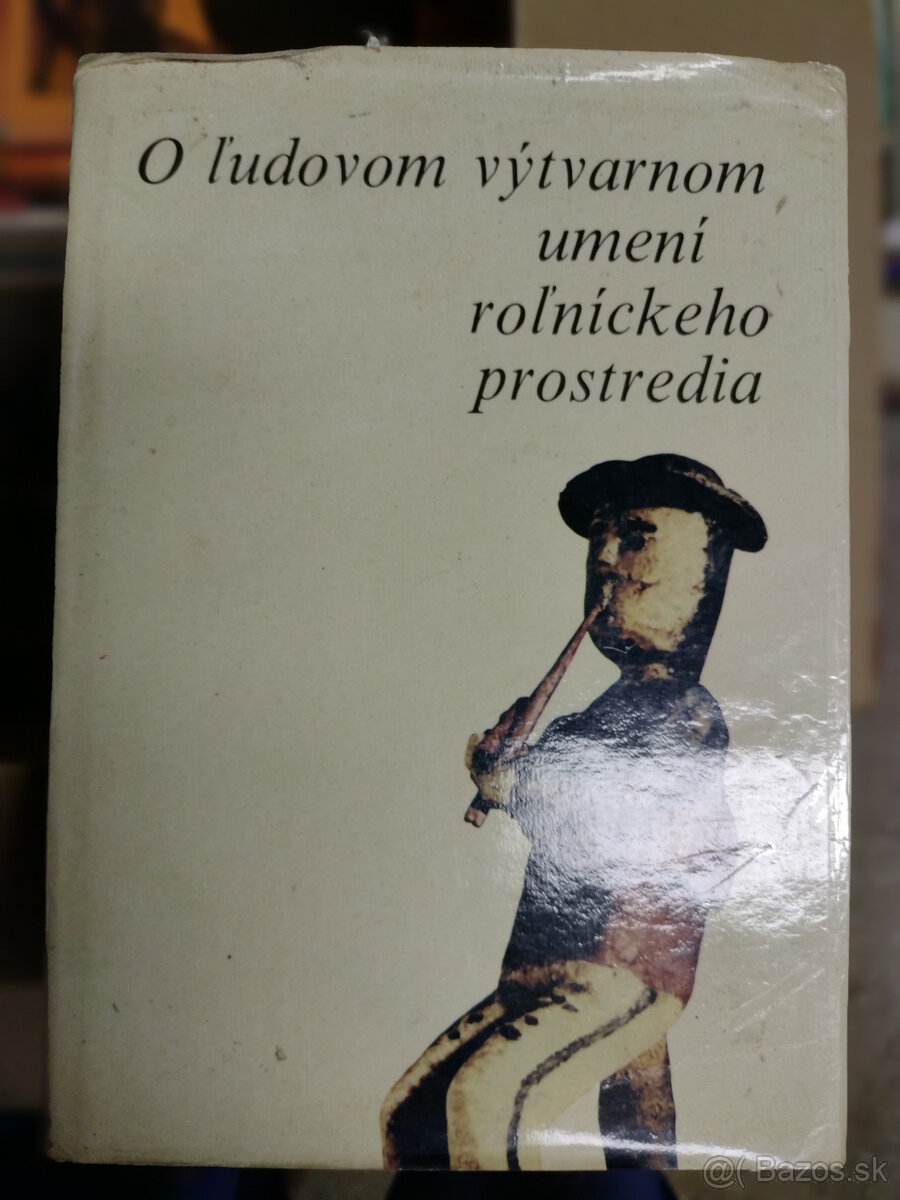 O ľudovom výtvarnom
umení
roľníckeho
prostredia
@( Bazos.sk